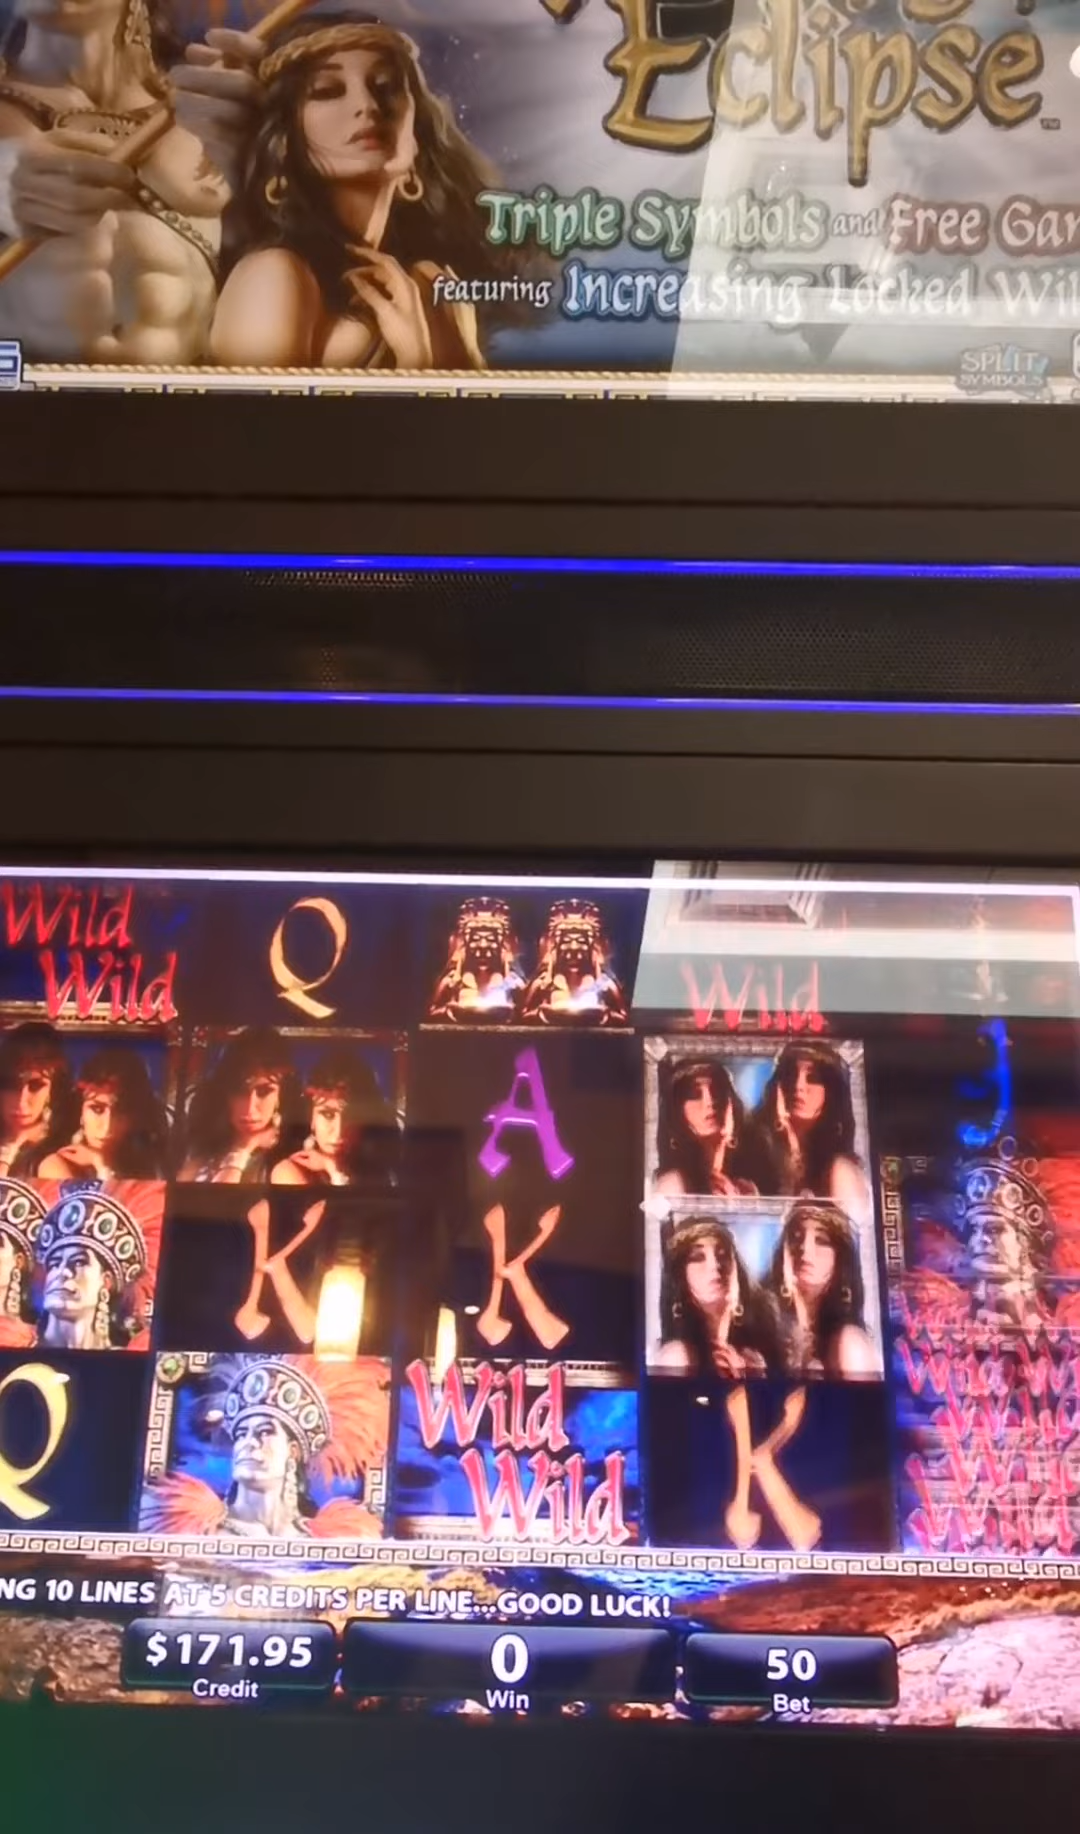 Eclipse™
Triple Symbols and Free Gam
featuring Increasing Locked Wil
SPLIT
SYMBOLS
Wild
Wild
Q
Wild
A
J
K
K
Q
Wild
Wild
K
NG 10 LINES AT 5 CREDITS PER LINE...GOOD LUCK!
$171.95
0
50
Credit
Win
Bet